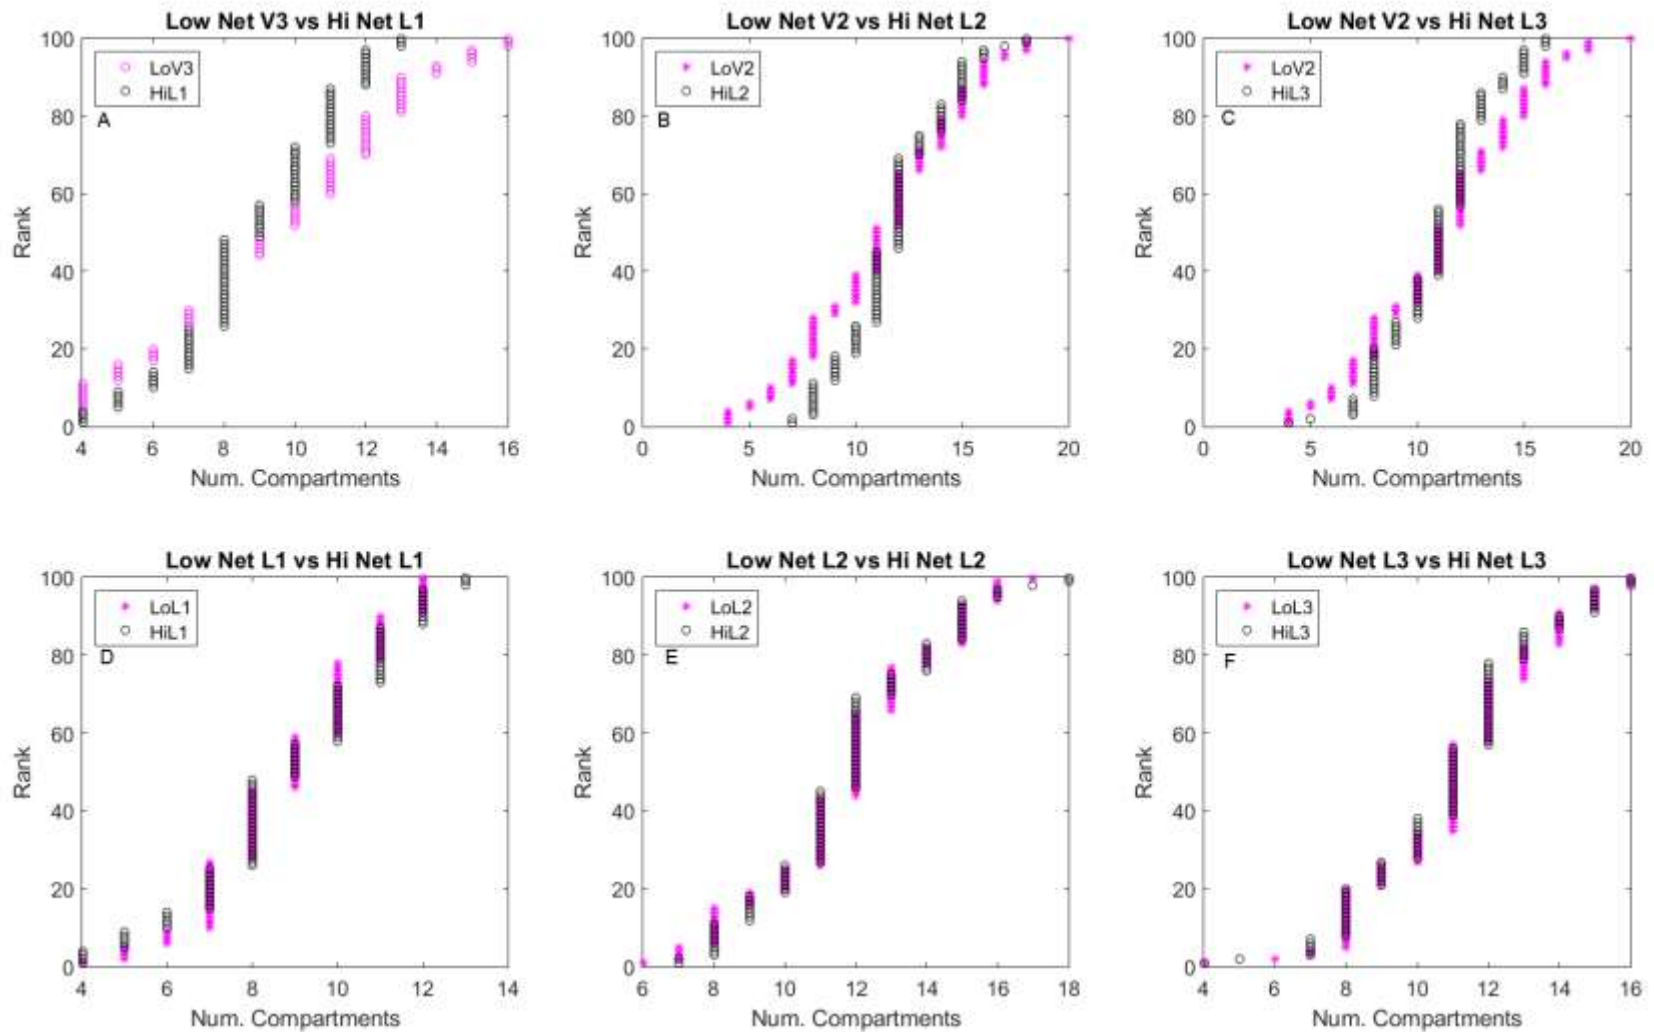 Low Net V3 vs Hi Net L1
100
80
60
40
20
0
Rank
LoV3
HiL1
A
4 6 8 10 12 14 16
Num. Compartments
Low Net V2 vs Hi Net L2
100
80
60
40
20
0
Rank
LoV2
HiL2
B
0 5 10 15 20
Num. Compartments
Low Net V2 vs Hi Net L3
100
80
60
40
20
0
Rank
LoV2
HiL3
C
0 5 10 15 20
Num. Compartments
Low Net L1 vs Hi Net L1
100
80
60
40
20
0
Rank
LoL1
HiL1
D
4 6 8 10 12 14
Num. Compartments
Low Net L2 vs Hi Net L2
100
80
60
40
20
0
Rank
LoL2
HiL2
E
6 8 10 12 14 16 18
Num. Compartments
Low Net L3 vs Hi Net L3
100
80
60
40
20
0
Rank
LoL3
HiL3
F
4 6 8 10 12 14 16
Num. Compartments